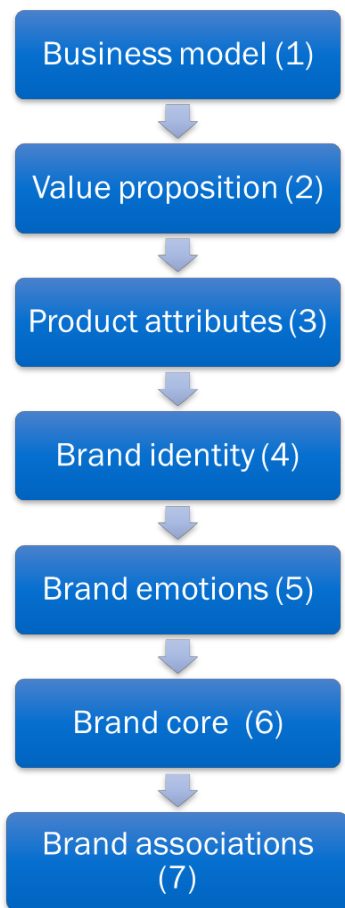 Business model (1)
Value proposition (2)
Product attributes (3)
Brand identity (4)
Brand emotions (5)
Brand core (6)
Brand associations
(7)